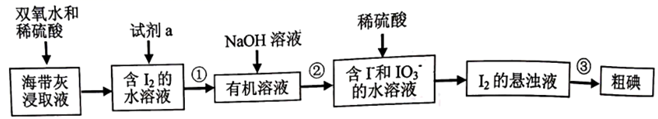 双氧水和
稀硫酸
试剂 a
NaOH 溶液
稀硫酸
海带灰
浸取液
含 I₂ 的
水溶液
①
有机溶液
②
含 I⁻和 IO₃⁻
的水溶液
I₂ 的悬浊液
③
粗碘